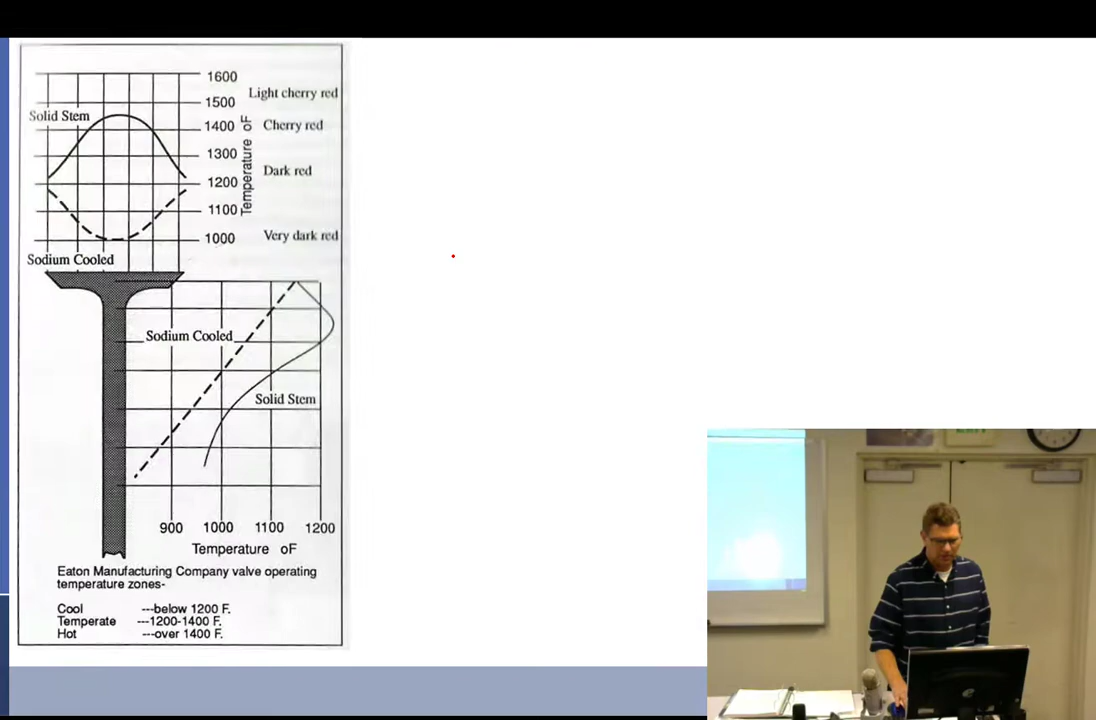 1600
Light cherry red
1500
Solid Stem
1400
Cherry red
1300
Temperature oF
Dark red
1200
1100
1000
Very dark red
Sodium Cooled
Sodium Cooled
Solid Stem
900 1000 1100 1200
Temperature oF
Eaton Manufacturing Company valve operating
temperature zones-
Cool ---below 1200 F.
Temperate ---1200-1400 F.
Hot ---over 1400 F.